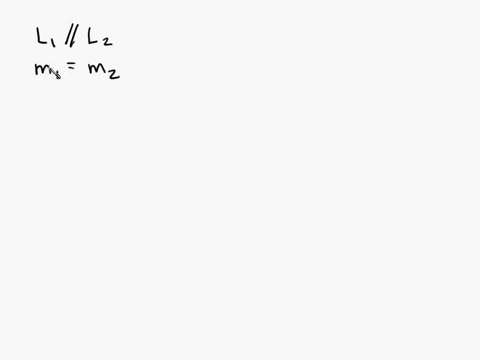 L₁ // L₂
m₁ = m₂